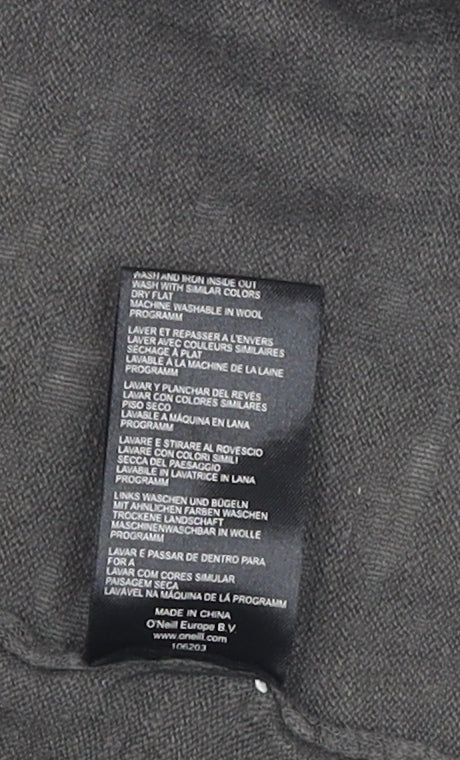 WASH AND IRON INSIDE OUT
WASH WITH SIMILAR COLORS
DRY FLAT
MACHINE WASHABLE IN WOOL
PROGRAMM
LAVER ET REPASSER A L'ENVERS
LAVER AVEC COULEURS SIMILAIRES
SÉCHAGE À PLAT
LAVABLE À LA MACHINE DE LA LAINE
PROGRAMM
LAVAR Y PLANCHAR DEL REVÉS
LAVAR CON COLORES SIMILARES
PISO SECO
LAVABLE A MÁQUINA EN LANA
PROGRAMM
LAVARE E STIRARE AL ROVESCIO
LAVARE CON COLORI SIMILI
SECCA DEL PAESAGGIO
LAVABILE IN LAVATRICE IN LANA
PROGRAMM
LINKS WASCHEN UND BÜGELN
MIT ÄHNLICHEN FARBEN WASCHEN
TROCKENE LANDSCHAFT
MASCHINENWASCHBAR IN WOLLE
PROGRAMM
LAVAR E PASSAR DE DENTRO PARA
FOR A
LAVAR COM CORES SIMULAR
PAISAGEM SECA
LAVÁVEL NA MÁQUINA DE LÃ PROGRAMM
MADE IN CHINA
O'Neill Europe B.V.
www.oneill.com
106203